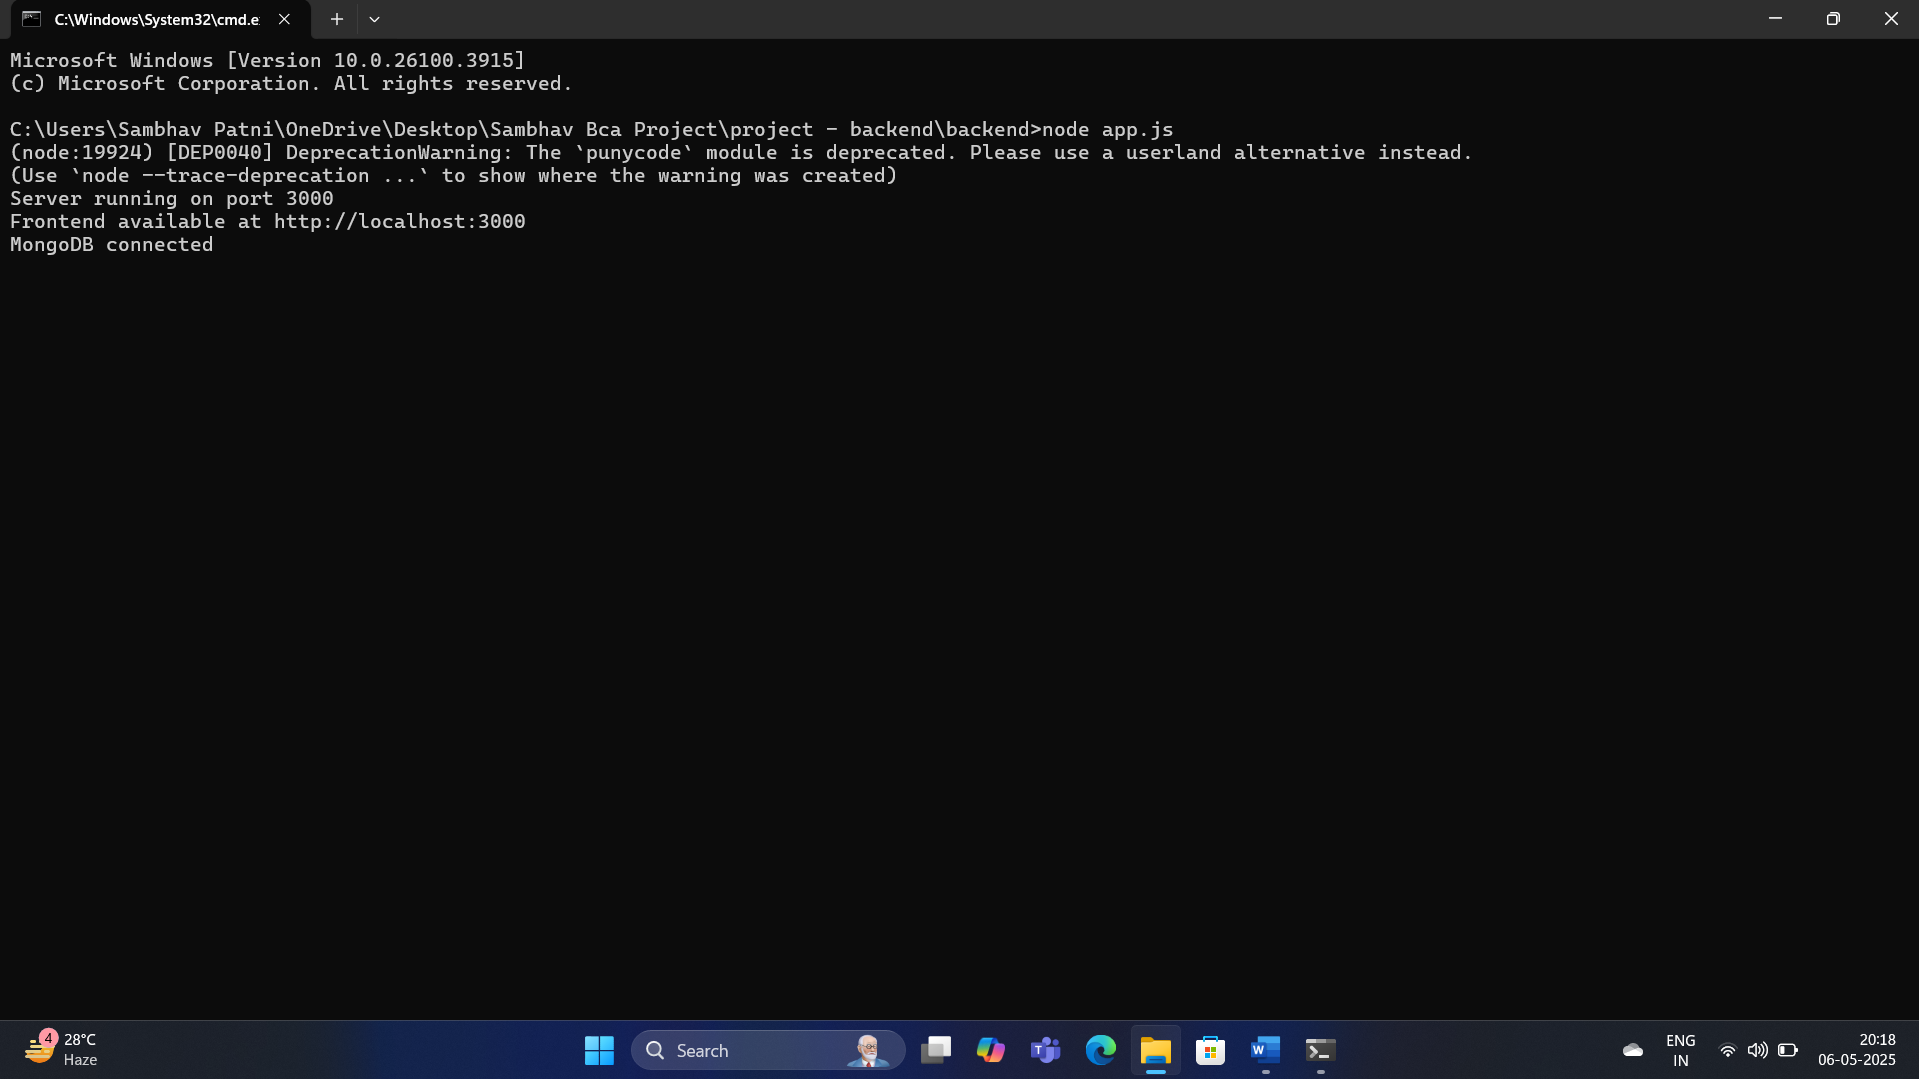 C:\Windows\System32\cmd.e
Microsoft Windows [Version 10.0.26100.3915]
(c) Microsoft Corporation. All rights reserved.
C:\Users\Sambhav Patni\OneDrive\Desktop\Sambhav Bca Project\project - backend\backend>node app.js
(node:19924) [DEP0040] DeprecationWarning: The `punycode` module is deprecated. Please use a userland alternative instead.
(Use `node --trace-deprecation ...` to show where the warning was created)
Server running on port 3000
Frontend available at http://localhost:3000
MongoDB connected
4
28°C
Haze
Search
ENG
IN
20:18
06-05-2025